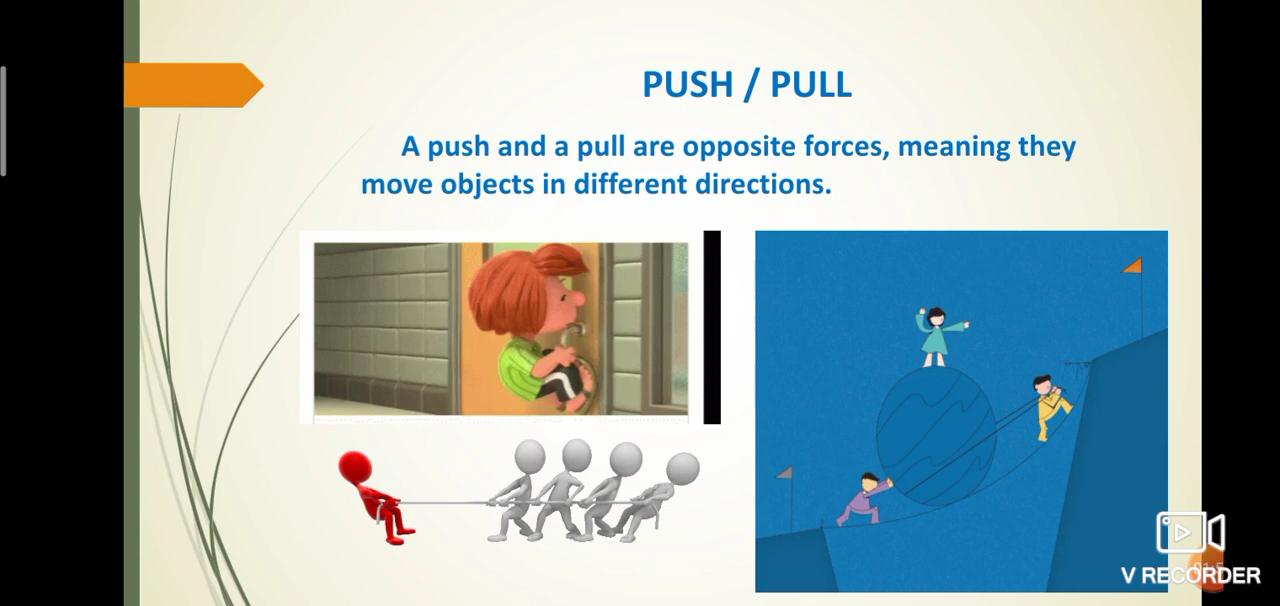 PUSH / PULL
A push and a pull are opposite forces, meaning they
move objects in different directions.
V RECORDER